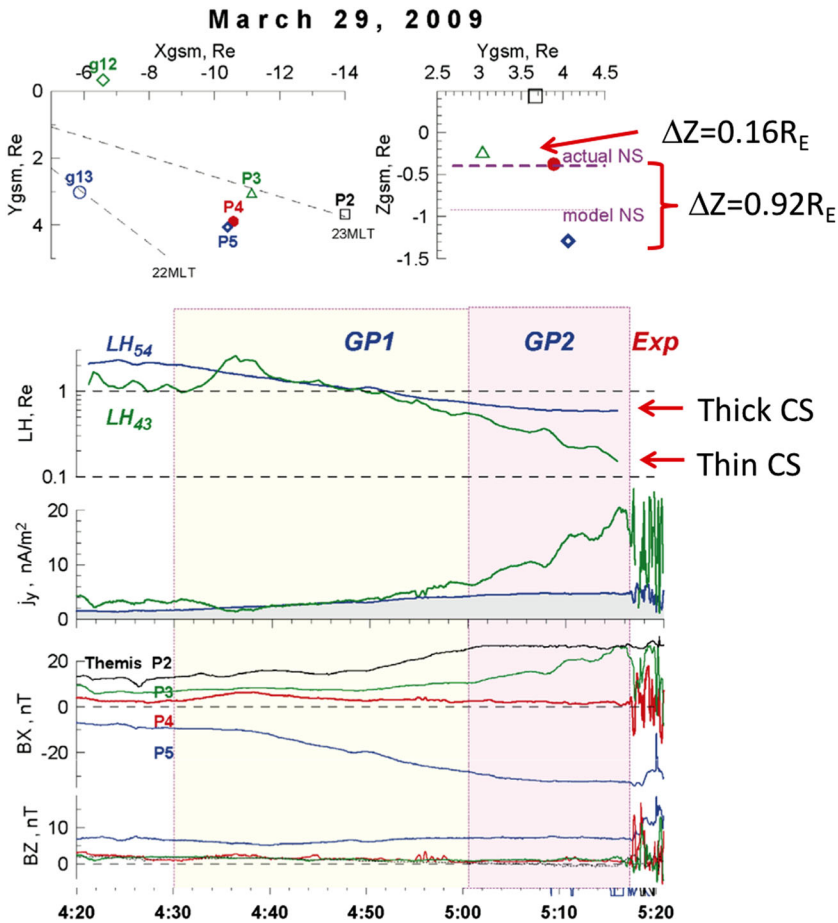 March 29, 2009
Xgsm, Re
g12
-6 -8 -10 -11 -12 -14
0
2
4
Ygsm, Re
g13
P3
P4
P5
P2
23MLT
22MLT
Ygsm, Re
2.5 3 3.5 4 4.5
0
-0.5
-1
-1.5
Zgsm, Re
actual NS
model NS
ΔZ=0.16R_E
ΔZ=0.92R_E
LH_54
GP1
GP2
Exp
LH_43
1
0.1
LH, Re
Thick CS
Thin CS
20
10
0
jy, nA/m²
Themis P2
P3
P4
P5
20
0
-20
BX, nT
10
0
BZ, nT
4:20 4:30 4:40 4:50 5:00 5:10 5:20